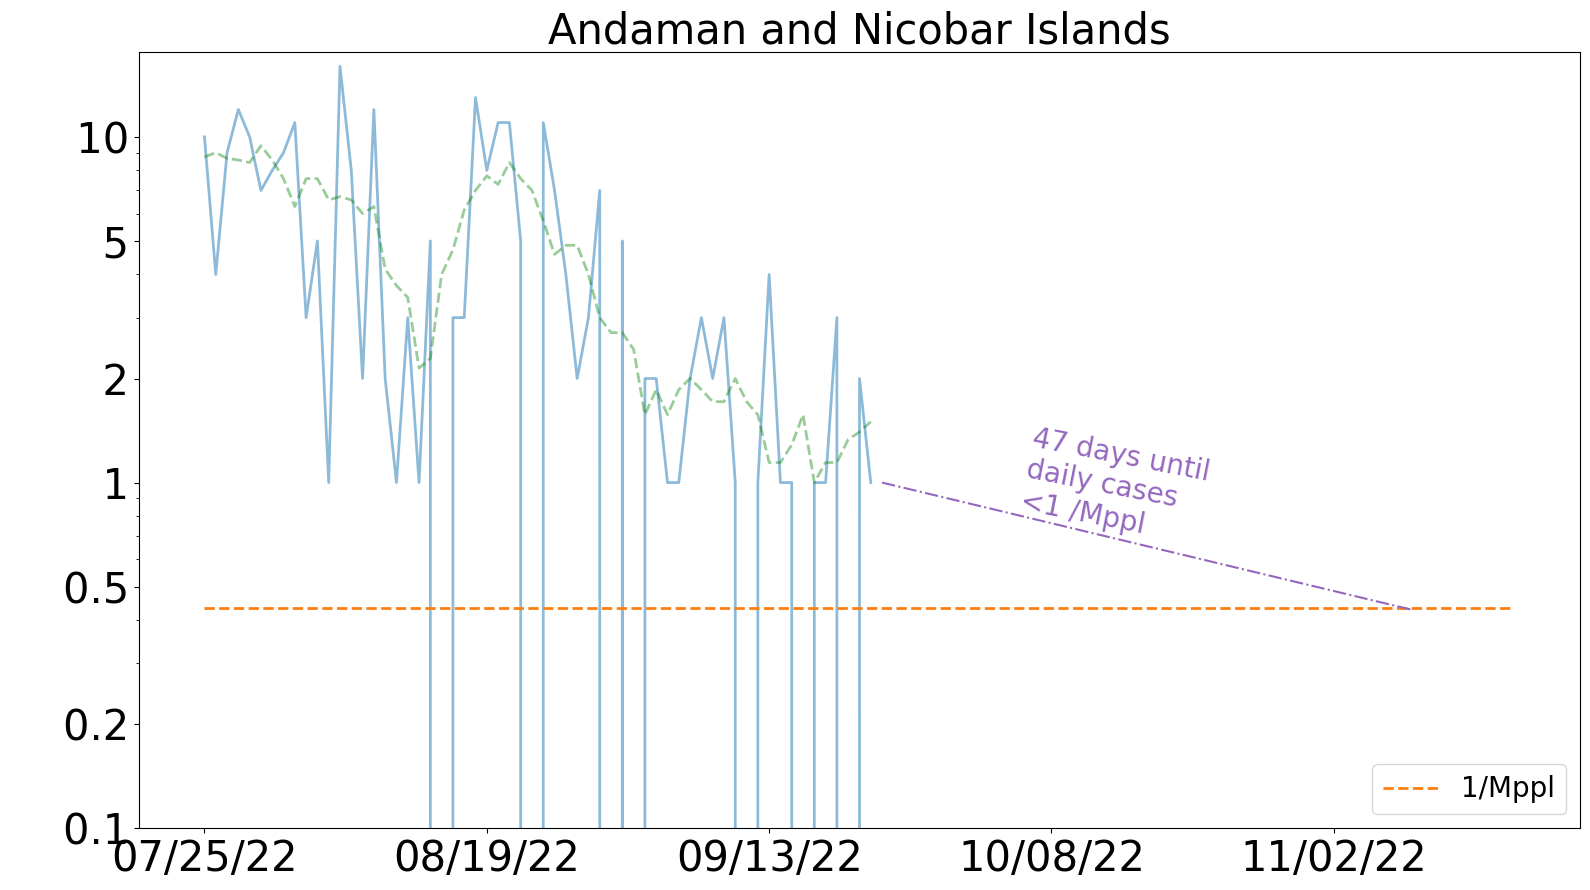 Andaman and Nicobar Islands
10
5
2
1
0.5
0.2
0.1
47 days until
daily cases
<1 /Mppl
1/Mppl
07/25/22
08/19/22
09/13/22
10/08/22
11/02/22